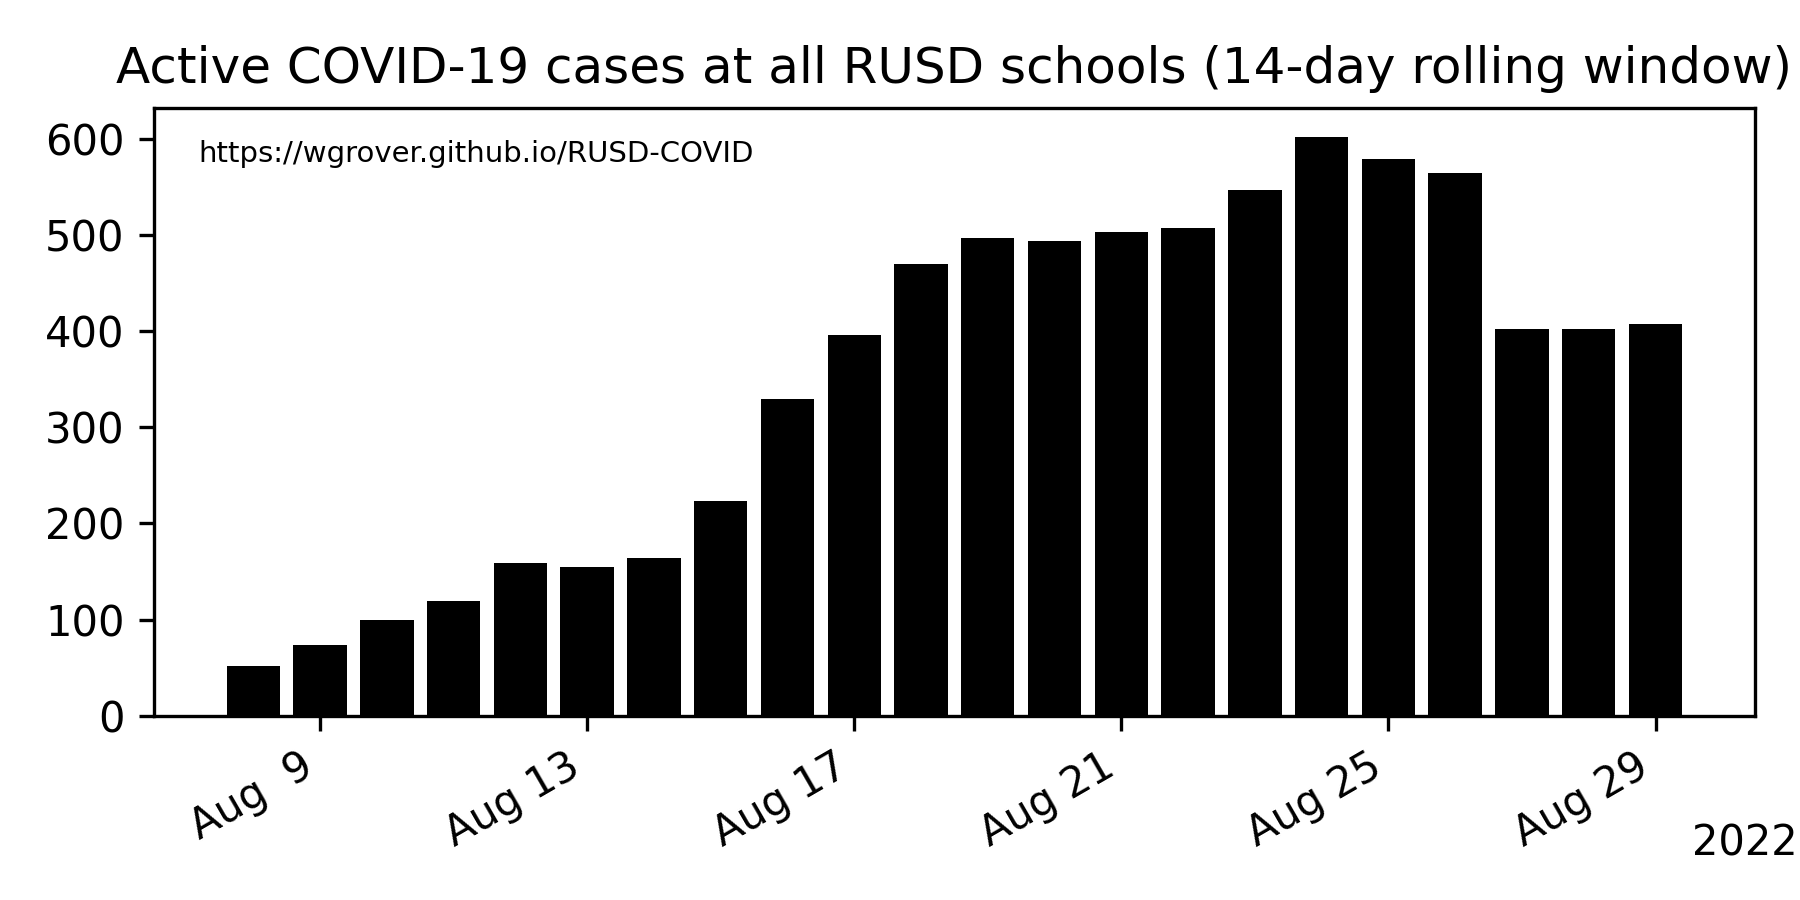 Active COVID-19 cases at all RUSD schools (14-day rolling window)
https://wgrover.github.io/RUSD-COVID
600
500
400
300
200
100
0
Aug 9
Aug 13
Aug 17
Aug 21
Aug 25
Aug 29
2022